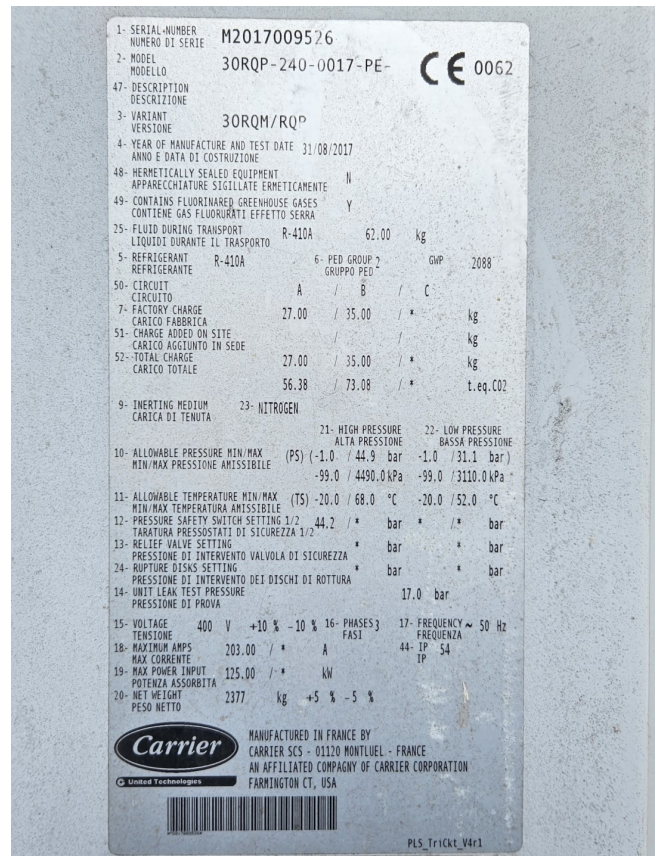 1- SERIAL-NUMBER M2017009526
NUMERO DI SERIE
2- MODEL 30RQP-240-0017-PE- CE 0062
MODELLO
47- DESCRIPTION
DESCRIZIONE
3- VARIANT 30RQM/RQP
VERSIONE
4- YEAR OF MANUFACTURE AND TEST DATE 31/08/2017
ANNO E DATA DI COSTRUZIONE
48- HERMETICALLY SEALED EQUIPMENT N
APPARECCHIATURE SIGILLATE ERMETICAMENTE
49- CONTAINS FLUORINARED GREENHOUSE GASES Y
CONTIENE GAS FLUORURATI EFFETTO SERRA
25- FLUID DURING TRANSPORT R-410A 62.00 kg
LIQUIDI DURANTE IL TRASPORTO
5- REFRIGERANT R-410A 6- PED GROUP 2 GWP 2088
REFRIGERANTE GRUPPO PED
50- CIRCUIT A / B / C
CIRCUITO
7- FACTORY CHARGE 27.00 / 35.00 / * kg
CARICO FABBRICA
51- CHARGE ADDED ON SITE / / kg
CARICO AGGIUNTO IN SEDE
52- TOTAL CHARGE 27.00 / 35.00 / * kg
CARICO TOTALE
56.38 / 73.08 / * t.eq.CO2
9- INERTING MEDIUM 23- NITROGEN
CARICA DI TENUTA
21- HIGH PRESSURE 22- LOW PRESSURE
ALTA PRESSIONE BASSA PRESSIONE
10- ALLOWABLE PRESSURE MIN/MAX (PS) (-1.0 / 44.9 bar -1.0 /31.1 bar)
MIN/MAX PRESSIONE AMISSIBILE
-99.0 / 4490.0 kPa -99.0 /3110.0 kPa
11- ALLOWABLE TEMPERATURE MIN/MAX (TS) -20.0 / 68.0 °C -20.0 /52.0 °C
MIN/MAX TEMPERATURA AMISSIBILE
12- PRESSURE SAFETY SWITCH SETTING 1/2 44.2 / * bar * /* bar
TARATURA PRESSOSTATI DI SICUREZZA 1/2
13- RELIEF VALVE SETTING * bar * bar
PRESSIONE DI INTERVENTO VALVOLA DI SICUREZZA
24- RUPTURE DISKS SETTING * bar * bar
PRESSIONE DI INTERVENTO DEI DISCHI DI ROTTURA
14- UNIT LEAK TEST PRESSURE 17.0 bar
PRESSIONE DI PROVA
15- VOLTAGE 400 V +10 % -10 % 16- PHASES 3 17- FREQUENCY ~ 50 Hz
TENSIONE FASI FREQUENZA
18- MAXIMUM AMPS 203.00 / * A 44- IP 54
MAX CORRENTE IP
19- MAX POWER INPUT 125.00 / * kW
POTENZA ASSORBITA
20- NET WEIGHT 2377 kg +5 % -5 %
PESO NETTO
Carrier
United Technologies
MANUFACTURED IN FRANCE BY
CARRIER SCS - 01120 MONTLUEL - FRANCE
AN AFFILIATED COMPAGNY OF CARRIER CORPORATION
FARMINGTON CT, USA
PLS_TriCkt_V4r1